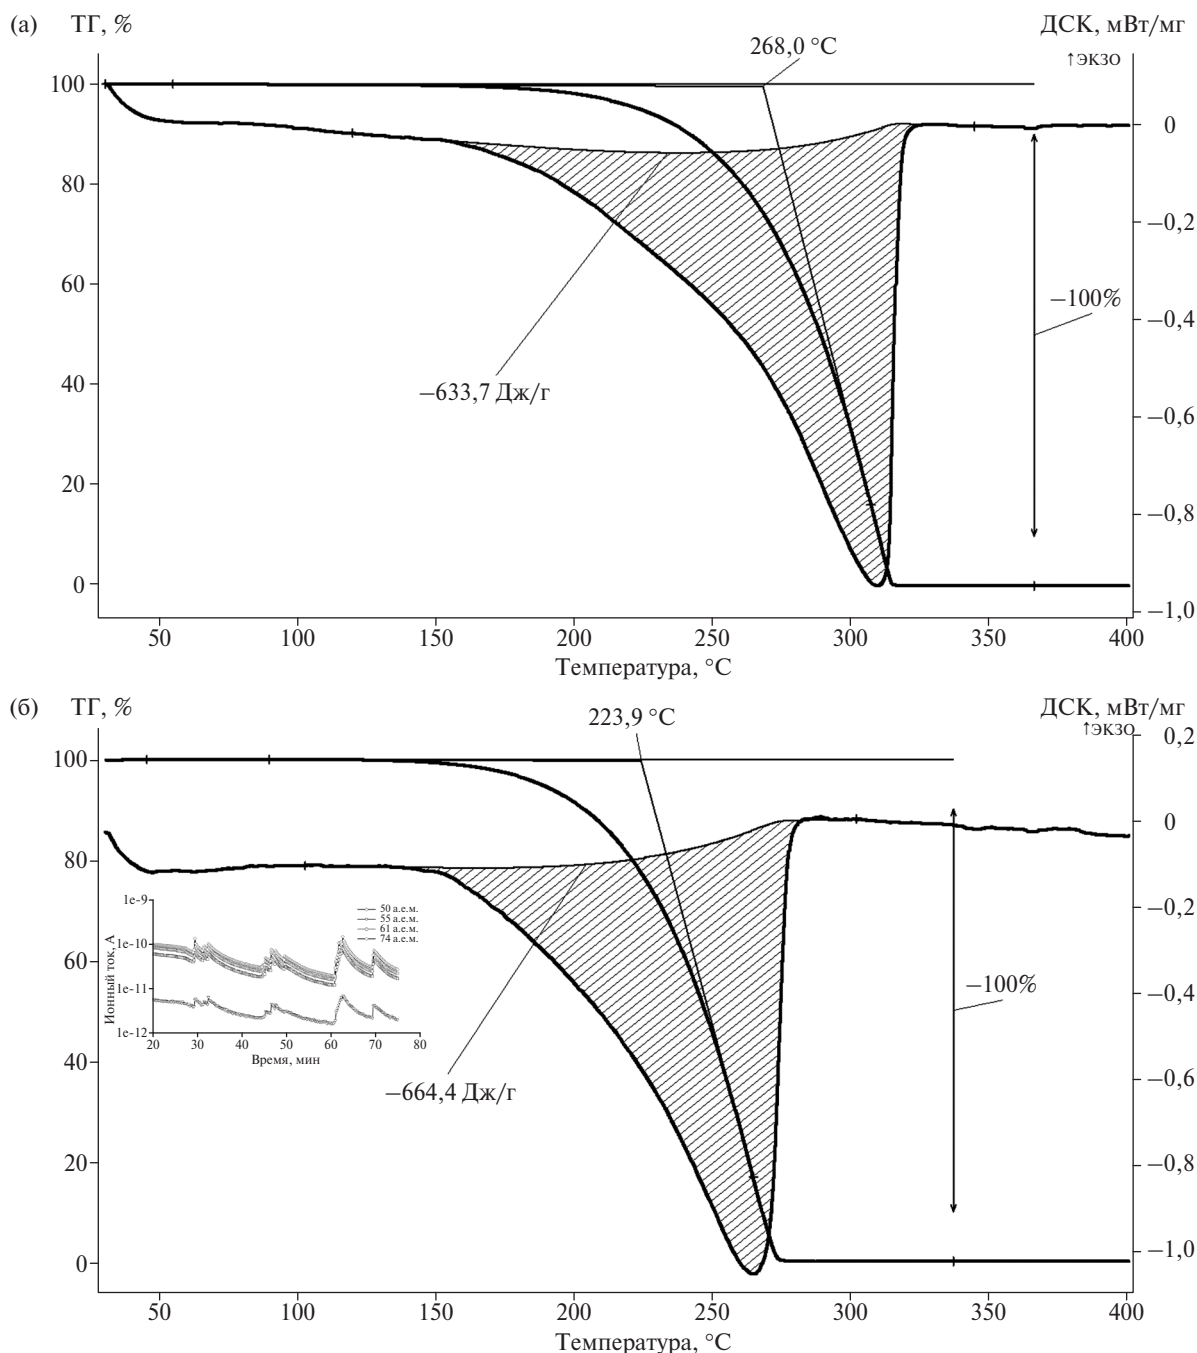 (а) ТГ, % ДСК, мВт/мг
268,0 °С ↑ЭКЗО
100 0
80 −0,2
60 −0,4
−100%
−633,7 Дж/г
40 −0,6
20 −0,8
0 −1,0
50 100 150 200 250 300 350 400
Температура, °С
(б) ТГ, % ДСК, мВт/мг
223,9 °С ↑ЭКЗО
100 0,2
0
80 −0,2
1e-9 50 а.е.м.
55 а.е.м.
61 а.е.м.
74 а.е.м.
1e-10
1e-11
1e-12
Ионный ток, А
20 30 40 50 60 70 80
Время, мин
60 −0,4
−100%
40 −0,6
−664,4 Дж/г
20 −0,8
0 −1,0
50 100 150 200 250 300 350 400
Температура, °С